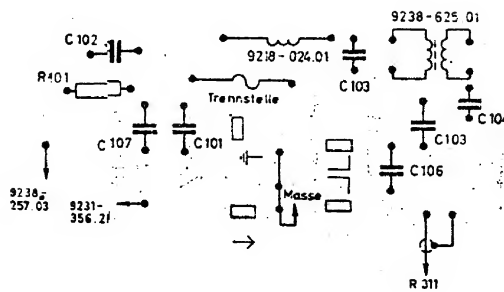 9238-625.01
C102
9218-024.01
C103
R401
Trennstelle
C104
C107
C101
C103
C106
9238-
257.03
9231-
356.21
Masse
R311